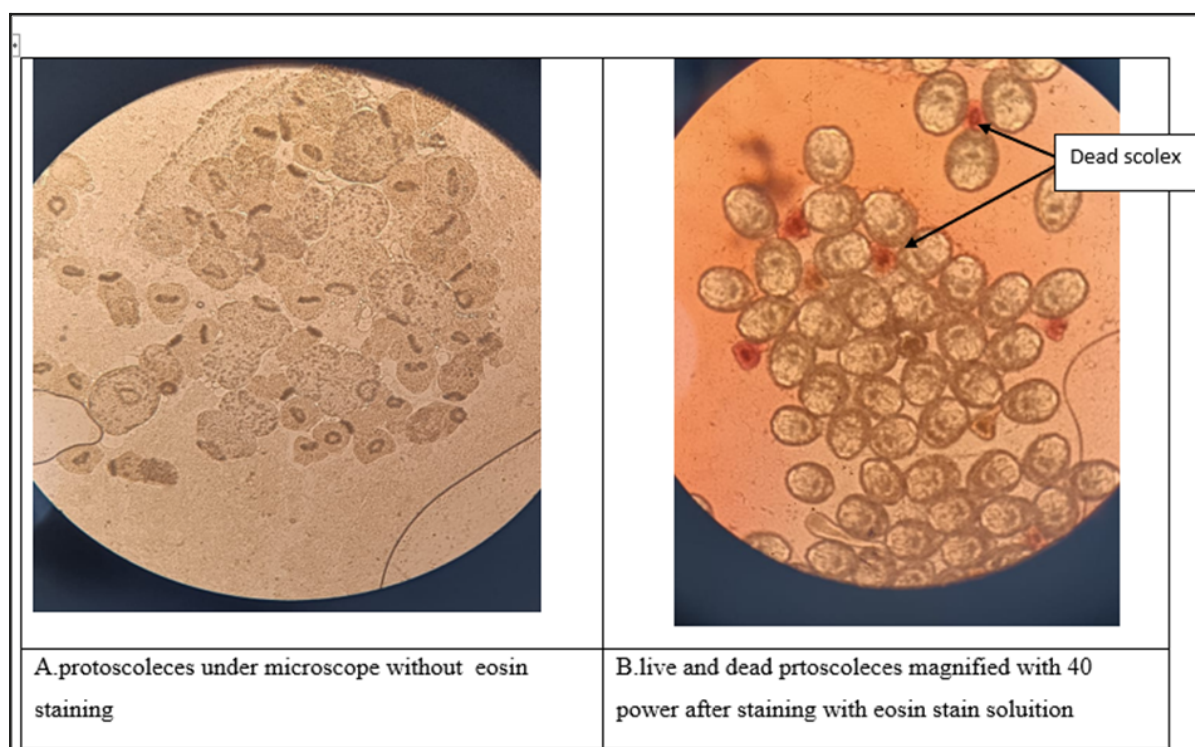 Dead scolex
A.protoscoleces under microscope without eosin
staining
B.live and dead prtoscoleces magnified with 40
power after staining with eosin stain soluition